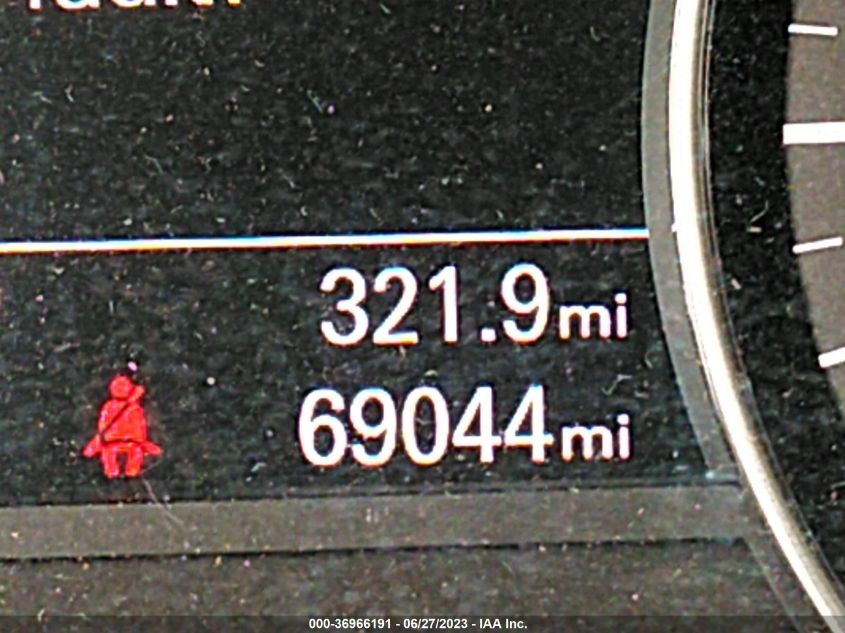 321.9mi
69044mi
000-36966191 - 06/27/2023 - IAA Inc.